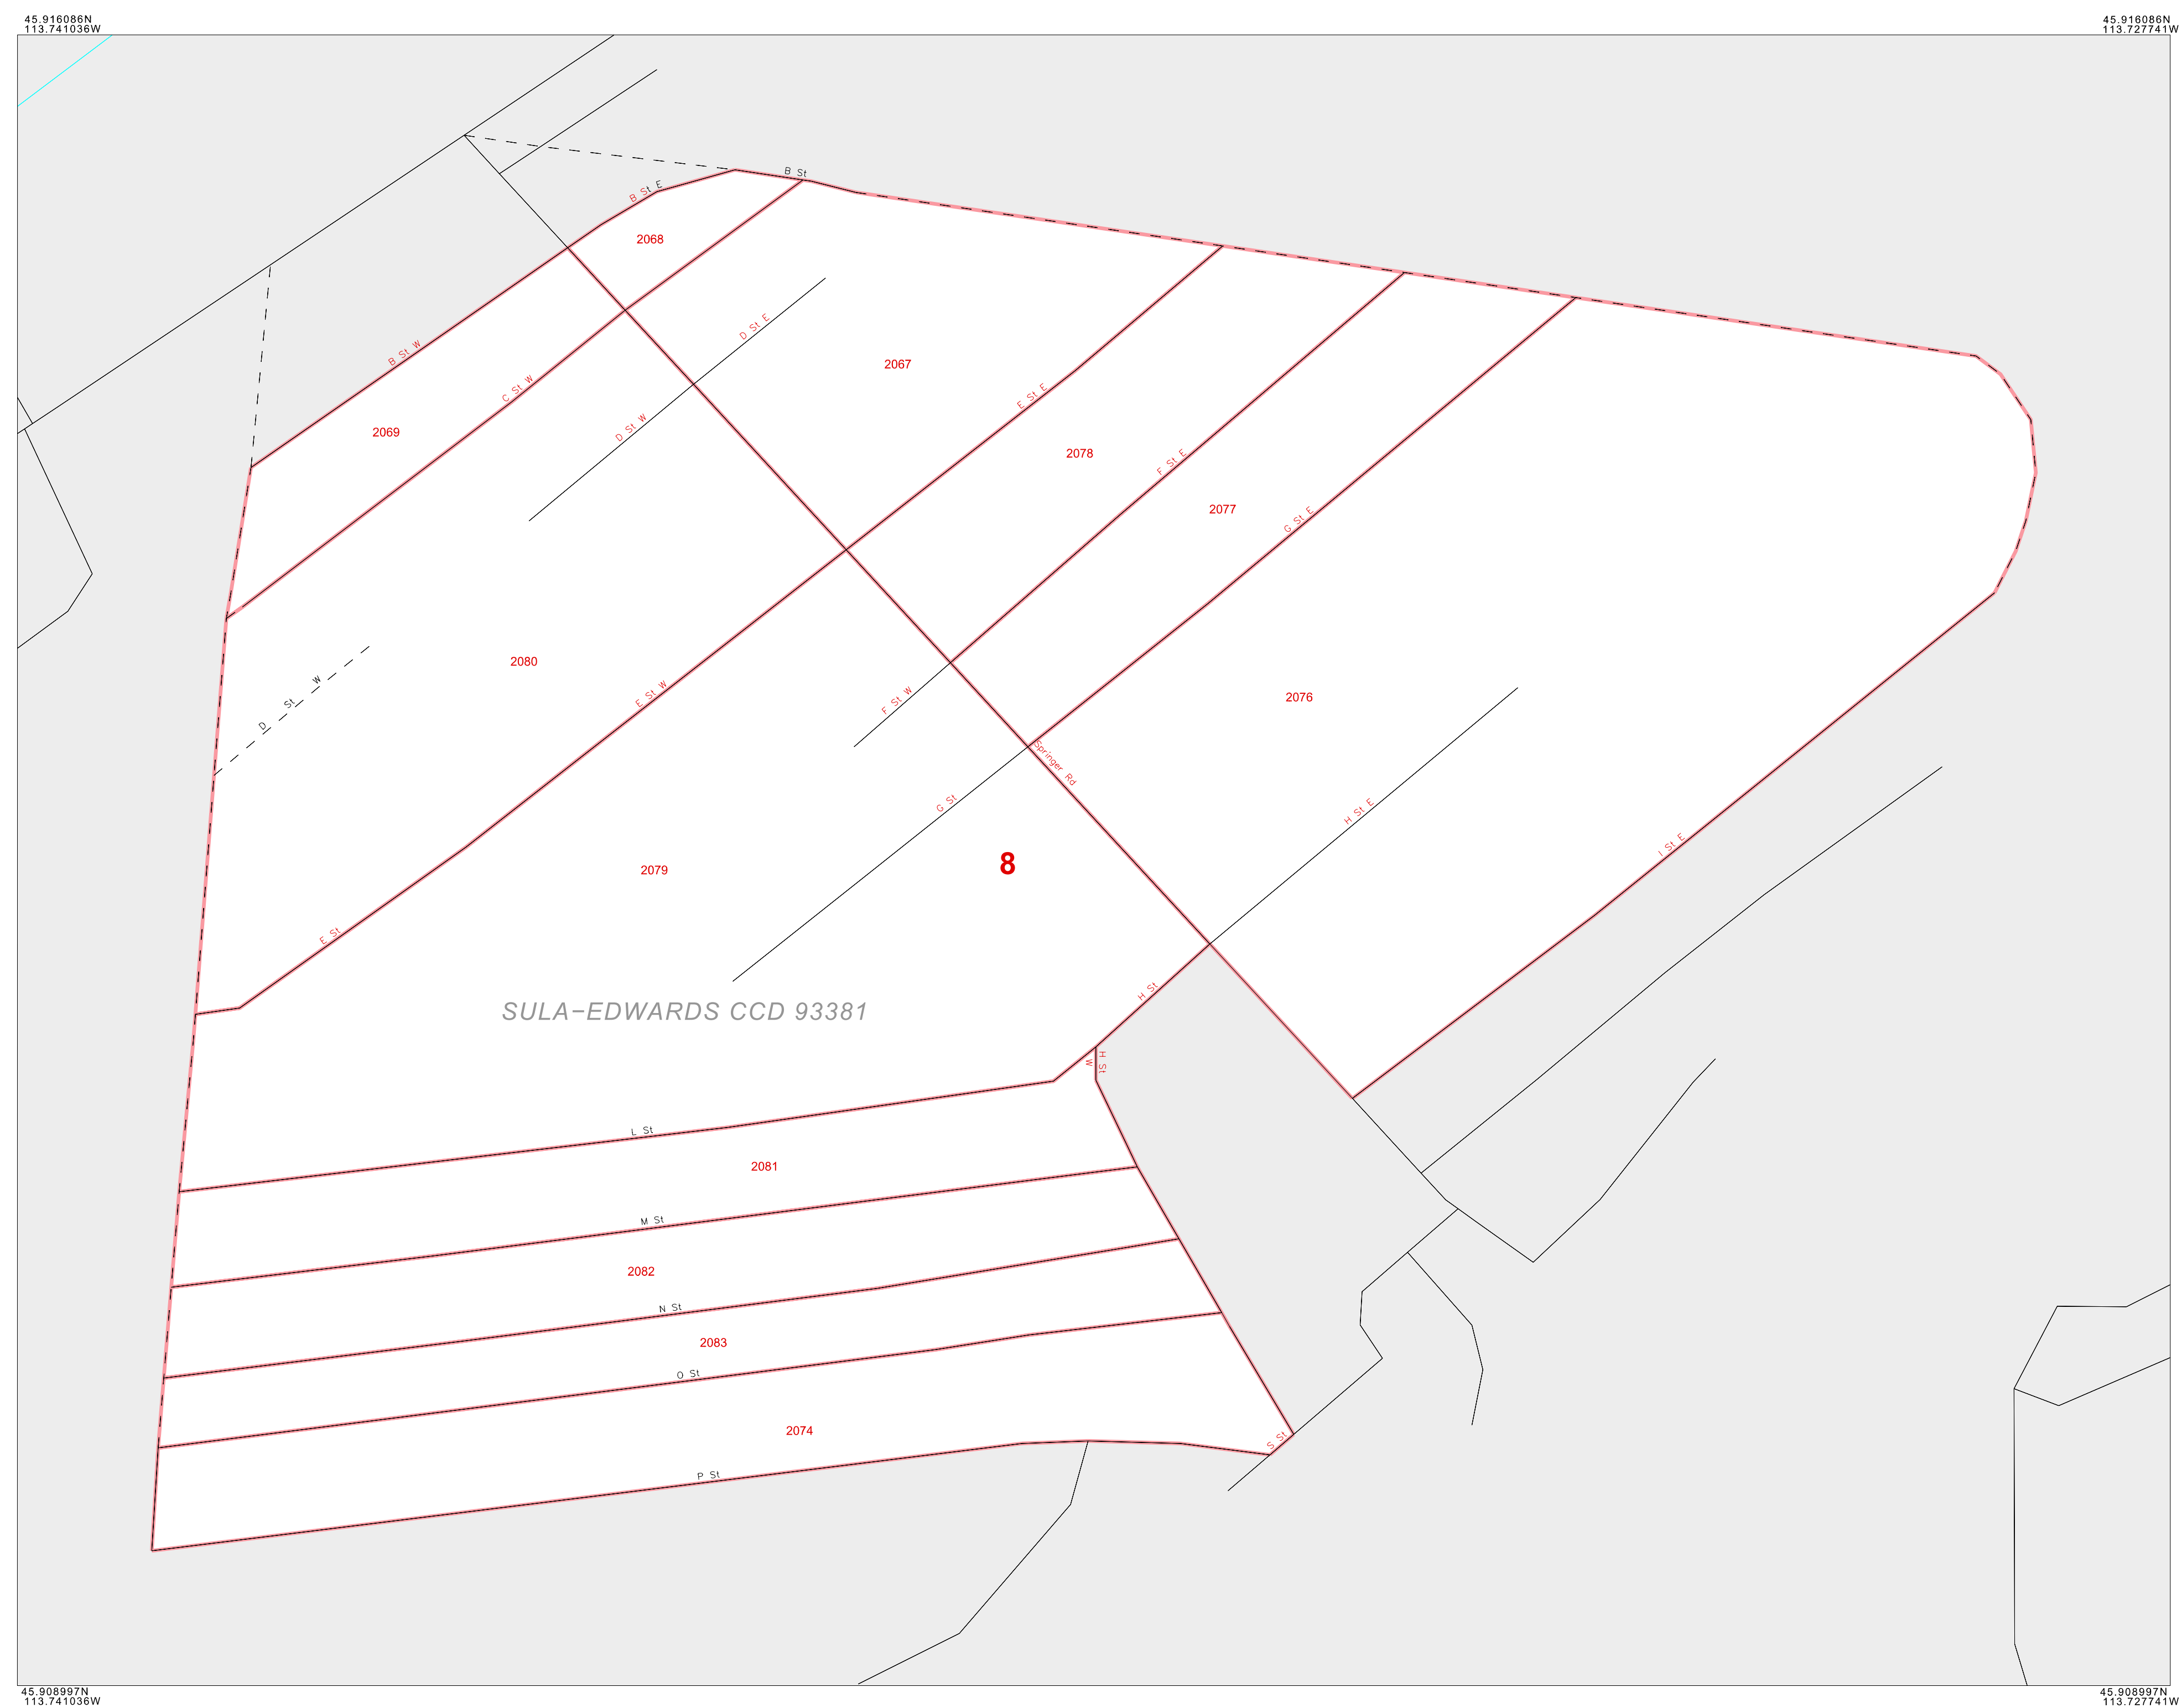 45.916086N
113.741036W
45.916086N
113.727741W
B St
B St E
2068
D St E
B St W
2067
C St W
E St E
2069
D St W
2078
F St E
2077
G St E
2080
E St W
F St W
2076
D St W
Springer Rd
G St
H St E
I St E
8
2079
E St
H St
SULA-EDWARDS CCD 93381
H St
W
L St
2081
M St
2082
N St
2083
O St
2074
S St
P St
45.908997N
113.741036W
45.908997N
113.727741W